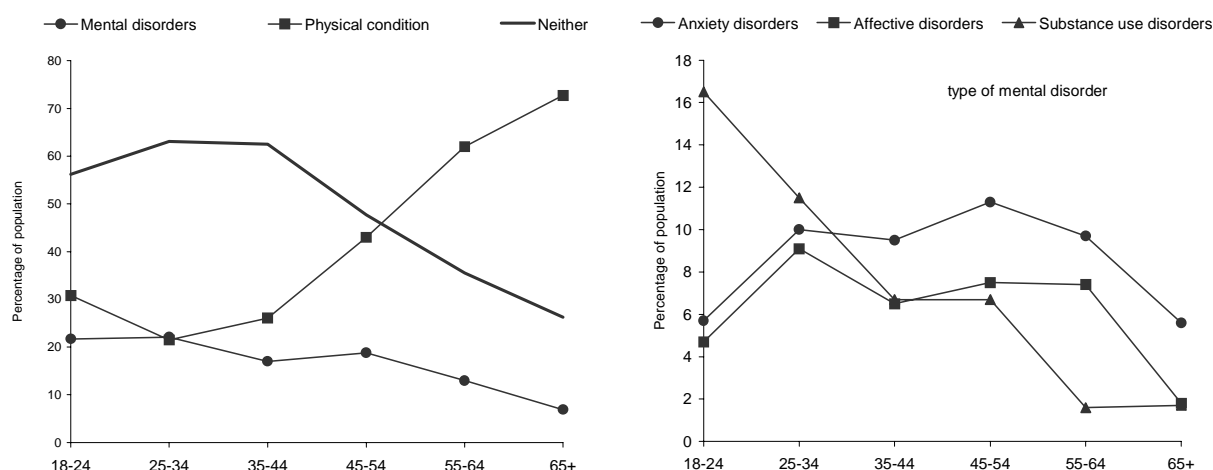 Mental disorders Physical condition Neither
80
70
60
50
40
30
20
10
0
Percentage of population
18-24 25-34 35-44 45-54 55-64 65+
Anxiety disorders Affective disorders Substance use disorders
type of mental disorder
18
16
14
12
10
8
6
4
2
0
Percentage of population
18-24 25-34 35-44 45-54 55-64 65+